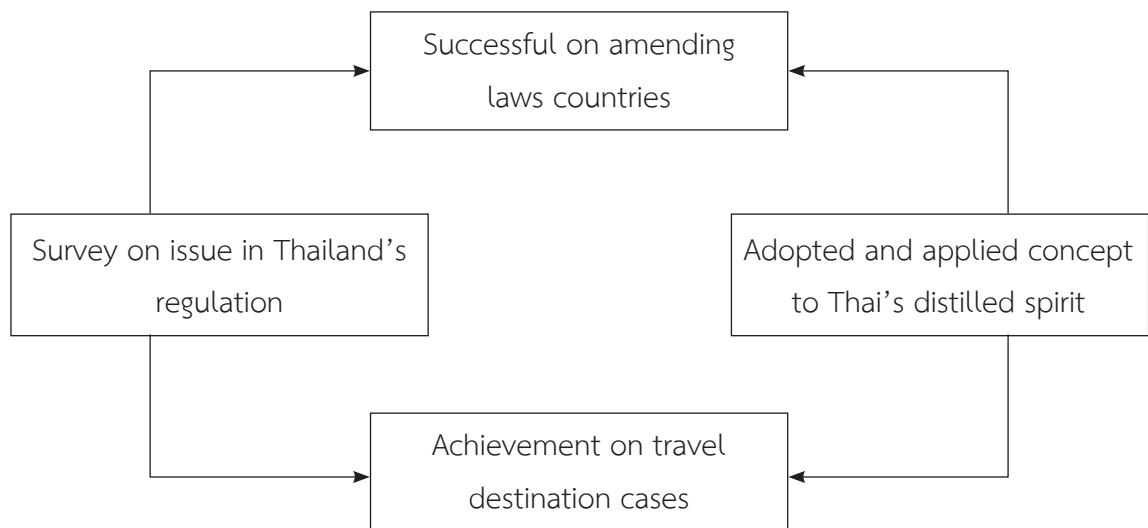 Successful on amending
laws countries
Survey on issue in Thailand’s
regulation
Adopted and applied concept
to Thai’s distilled spirit
Achievement on travel
destination cases